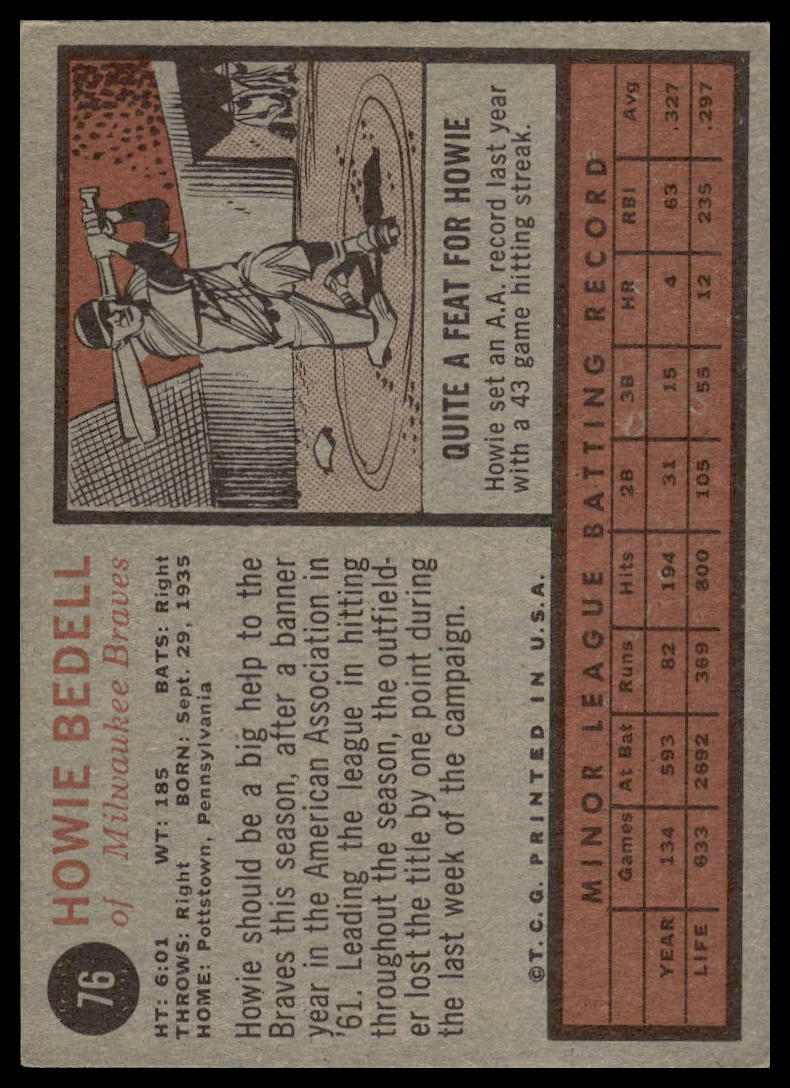 76
HOWIE BEDELL
of Milwaukee Braves
HT: 6:01 WT: 185 BATS: Right
THROWS: Right BORN: Sept. 29, 1935
HOME: Pottstown, Pennsylvania
Howie should be a big help to the
Braves this season, after a banner
year in the American Association in
'61. Leading the league in hitting
throughout the season, the outfield-
er lost the title by one point during
the last week of the campaign.
©T.C.G. PRINTED IN U.S.A.
QUITE A FEAT FOR HOWIE
Howie set an A.A. record last year
with a 43 game hitting streak.
MINOR LEAGUE BATTING RECORD
Games At Bat Runs Hits 2B 3B HR RBI Avg
YEAR 134 593 82 194 31 15 4 63 .327
LIFE 633 2692 369 800 105 55 12 235 .297